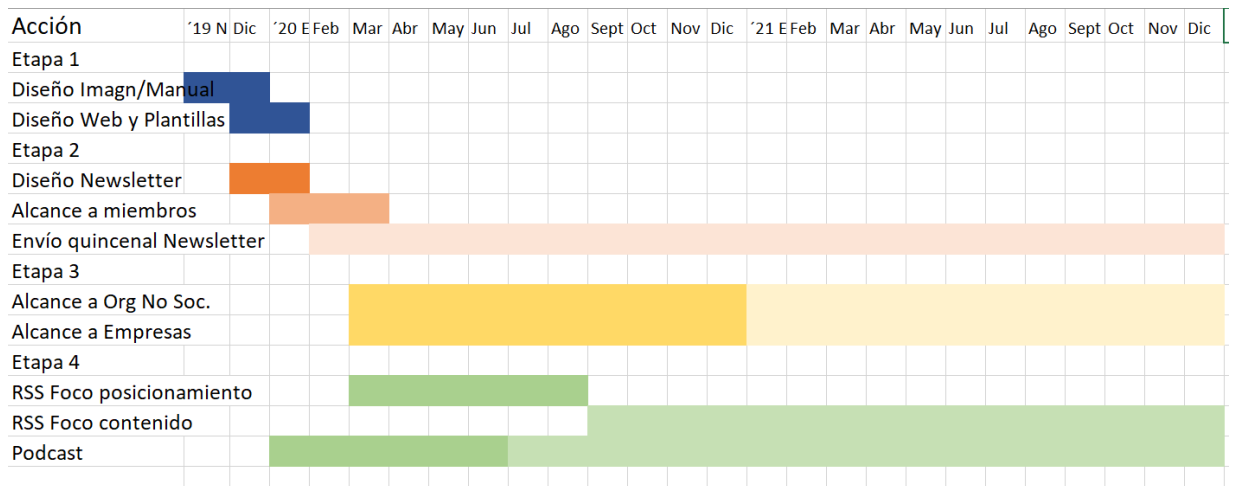 Acción ´19 N Dic ´20 E Feb Mar Abr May Jun Jul Ago Sept Oct Nov Dic ´21 E Feb Mar Abr May Jun Jul Ago Sept Oct Nov Dic
Etapa 1
Diseño Imagn/Manual
Diseño Web y Plantillas
Etapa 2
Diseño Newsletter
Alcance a miembros
Envío quincenal Newsletter
Etapa 3
Alcance a Org No Soc.
Alcance a Empresas
Etapa 4
RSS Foco posicionamiento
RSS Foco contenido
Podcast